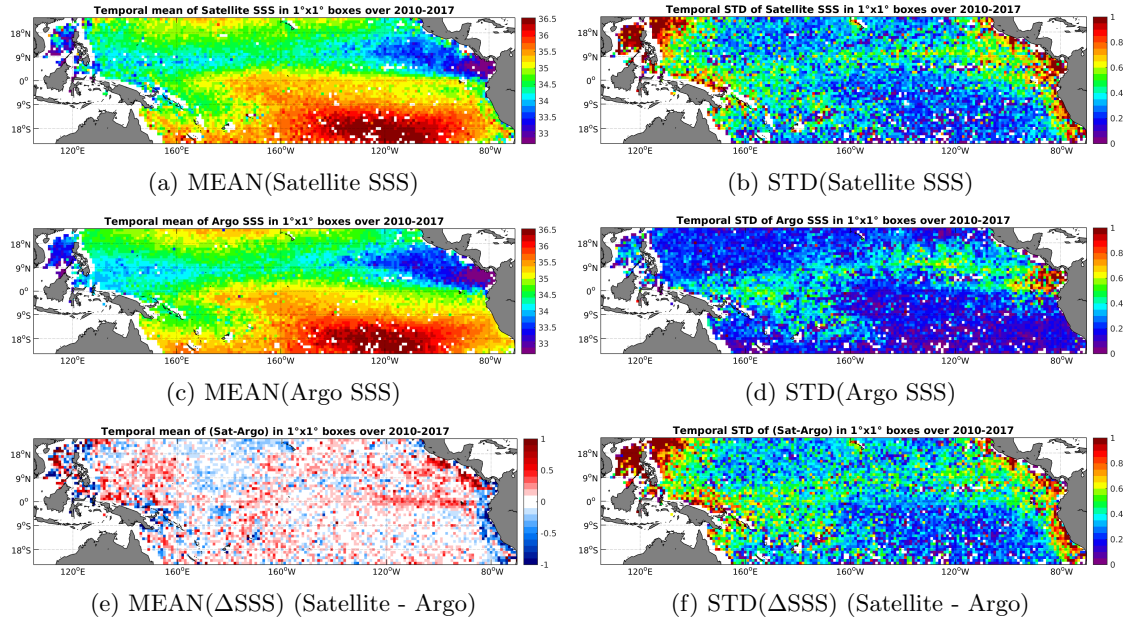 Temporal mean of Satellite SSS in 1°x1° boxes over 2010-2017
18°N
9°N
0°
9°S
18°S
120°E
160°E
160°W
120°W
80°W
36.5
36
35.5
35
34.5
34
33.5
33
(a) MEAN(Satellite SSS)
Temporal STD of Satellite SSS in 1°x1° boxes over 2010-2017
18°N
9°N
0°
9°S
18°S
120°E
160°E
160°W
120°W
80°W
1
0.8
0.6
0.4
0.2
0
(b) STD(Satellite SSS)
Temporal mean of Argo SSS in 1°x1° boxes over 2010-2017
18°N
9°N
0°
9°S
18°S
120°E
160°E
160°W
120°W
80°W
36.5
36
35.5
35
34.5
34
33.5
33
(c) MEAN(Argo SSS)
Temporal STD of Argo SSS in 1°x1° boxes over 2010-2017
18°N
9°N
0°
9°S
18°S
120°E
160°E
160°W
120°W
80°W
1
0.8
0.6
0.4
0.2
0
(d) STD(Argo SSS)
Temporal mean of (Sat-Argo) in 1°x1° boxes over 2010-2017
18°N
9°N
0°
9°S
18°S
120°E
160°E
160°W
120°W
80°W
1
0.5
0
-0.5
-1
(e) MEAN(ΔSSS) (Satellite - Argo)
Temporal STD of (Sat-Argo) in 1°x1° boxes over 2010-2017
18°N
9°N
0°
9°S
18°S
120°E
160°E
160°W
120°W
80°W
1
0.8
0.6
0.4
0.2
0
(f) STD(ΔSSS) (Satellite - Argo)